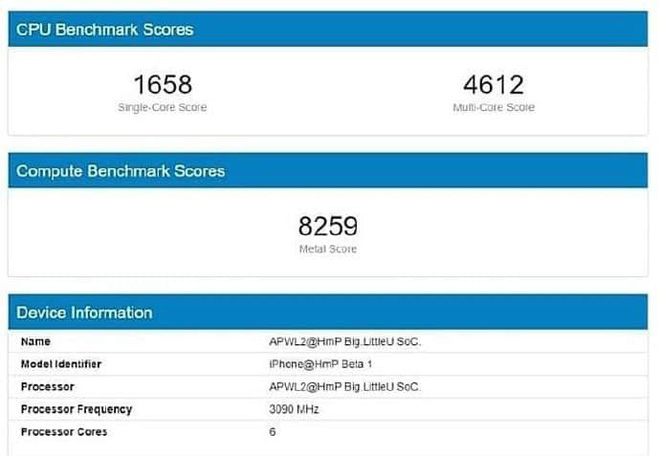 CPU Benchmark Scores
1658 4612
Single-Core Score Multi-Core Score
Compute Benchmark Scores
8259
Metal Score
Device Information
Name APWL2@HmP Big.LittleU SoC.
Model Identifier iPhone@HmP Beta 1
Processor APWL2@HmP Big.LittleU SoC.
Processor Frequency 3090 MHz
Processor Cores 6